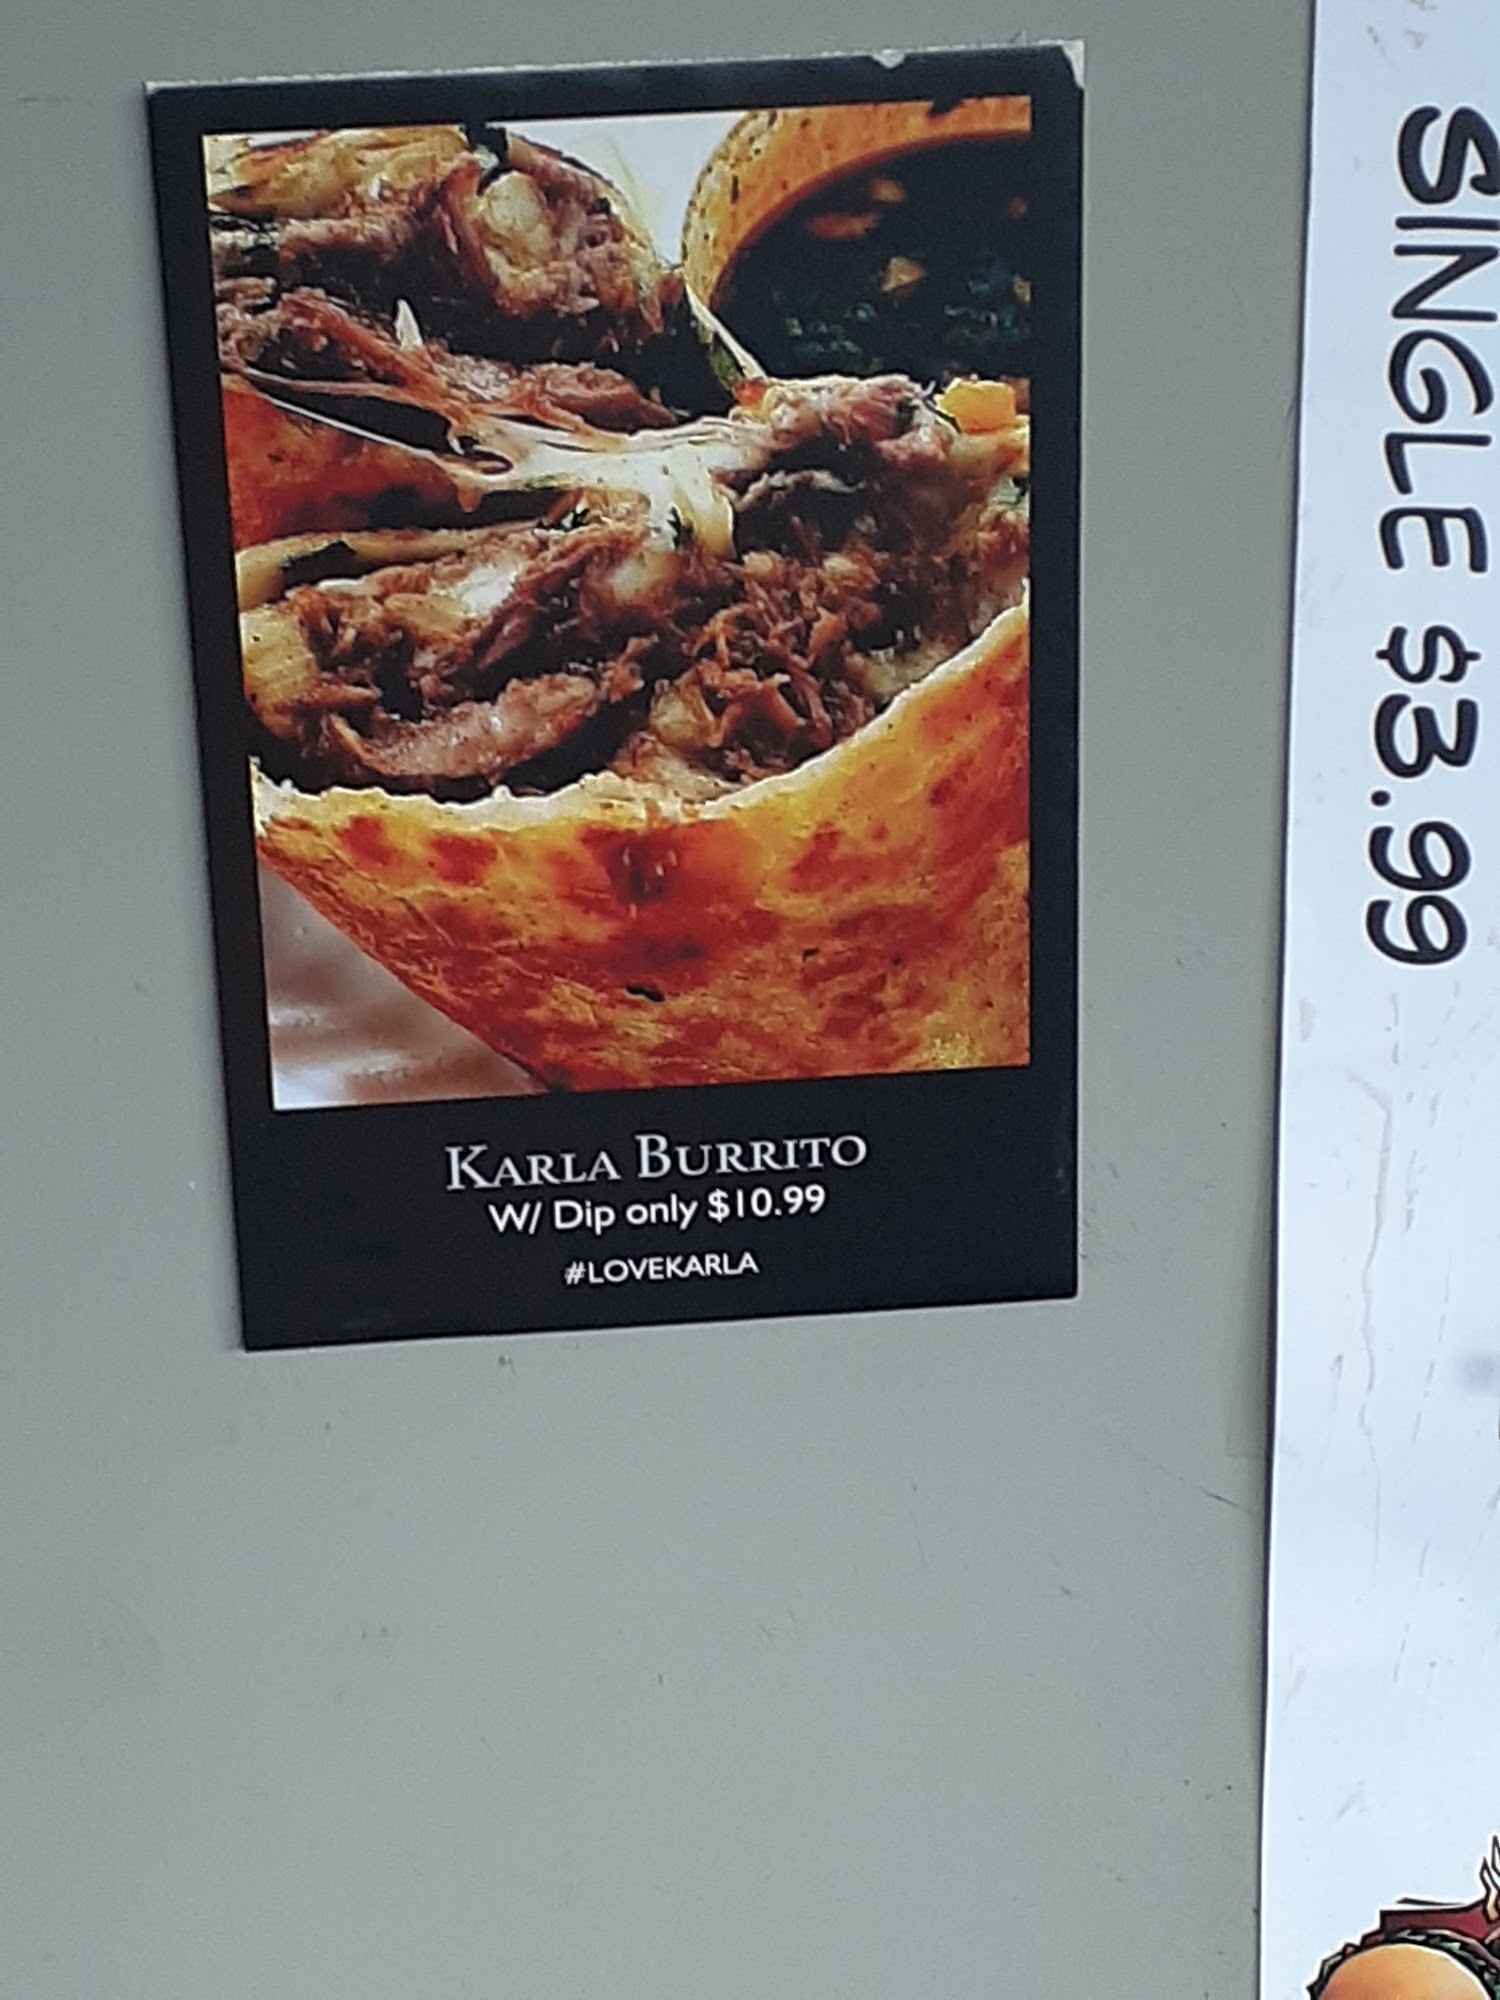 KARLA BURRITO
W/ Dip only $10.99
#LOVEKARLA
SINGLE $3.99